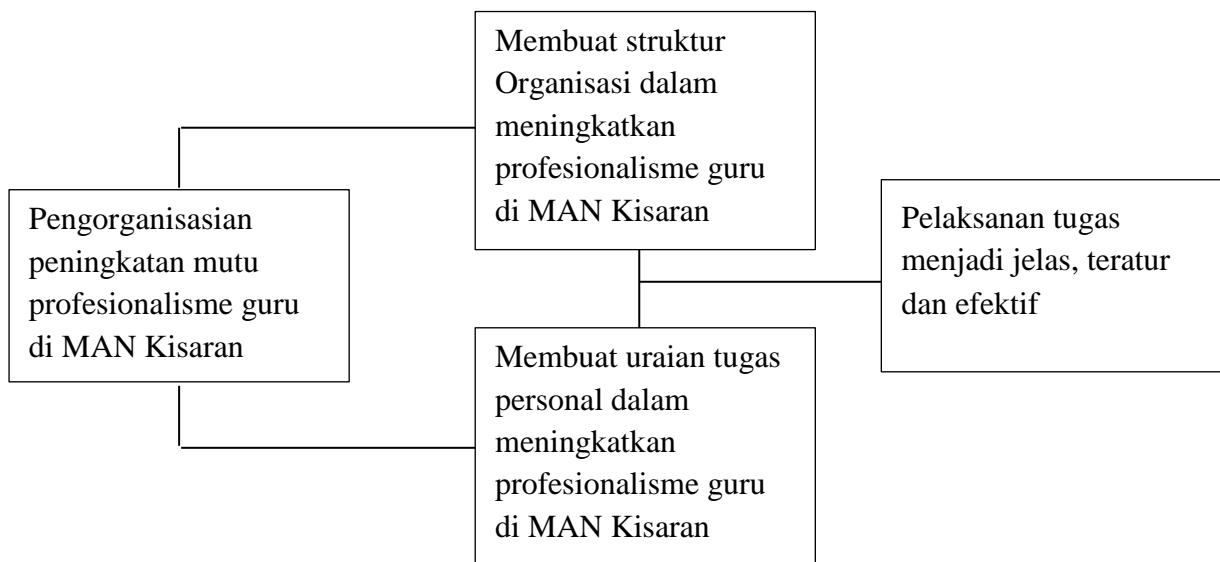 Membuat struktur
Organisasi dalam
meningkatkan
profesionalisme guru
di MAN Kisaran
Pengorganisasian
peningkatan mutu
profesionalisme guru
di MAN Kisaran
Pelaksanan tugas
menjadi jelas, teratur
dan efektif
Membuat uraian tugas
personal dalam
meningkatkan
profesionalisme guru
di MAN Kisaran